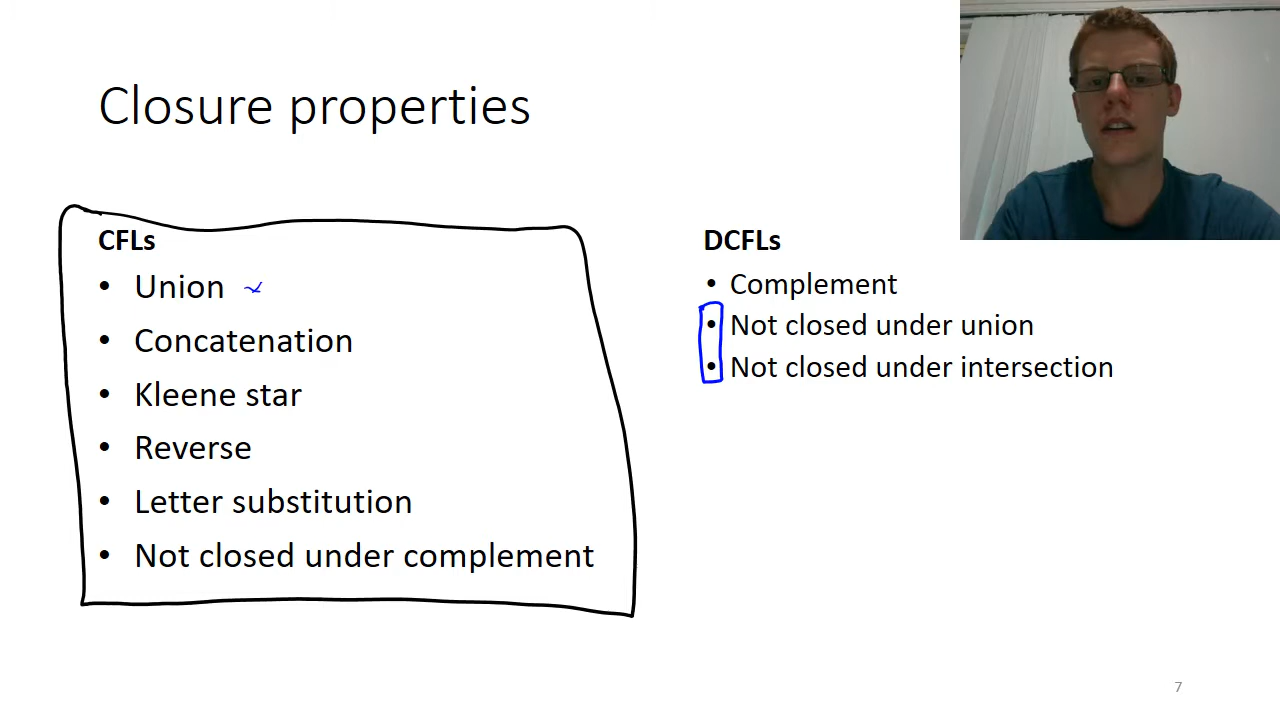 Closure properties
CFLs
• Union
• Concatenation
• Kleene star
• Reverse
• Letter substitution
• Not closed under complement
DCFLs
• Complement
• Not closed under union
• Not closed under intersection
7